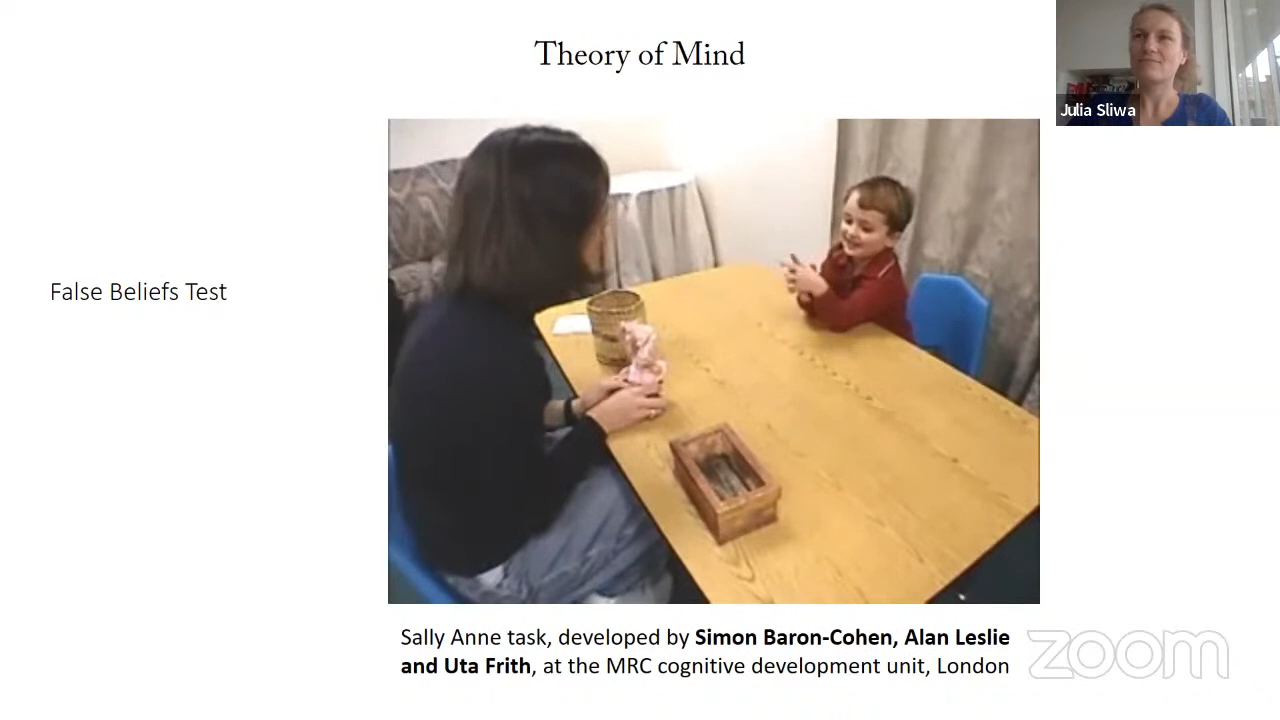 Theory of Mind
Julia Sliwa
False Beliefs Test
Sally Anne task, developed by Simon Baron-Cohen, Alan Leslie
and Uta Frith, at the MRC cognitive development unit, London
zoom